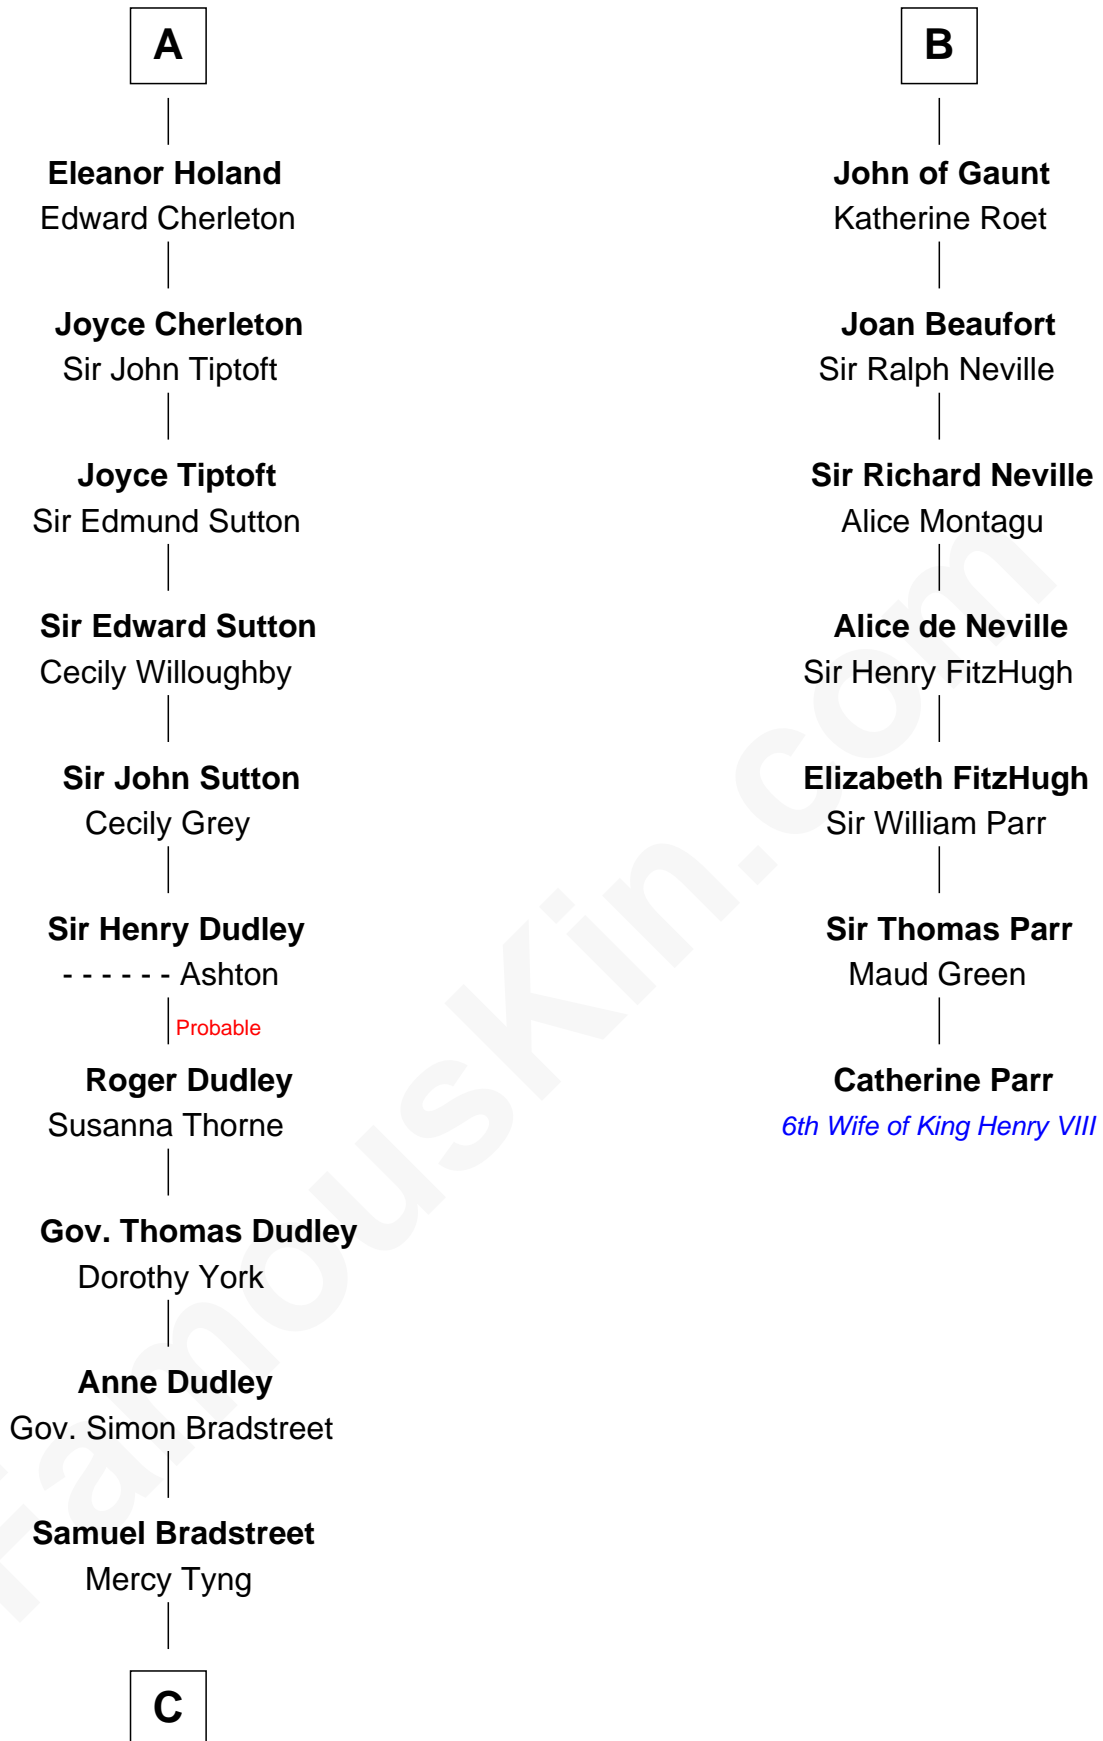 A
Eleanor Holand
Edward Cherleton
Joyce Cherleton
Sir John Tiptoft
Joyce Tiptoft
Sir Edmund Sutton
Sir Edward Sutton
Cecily Willoughby
Sir John Sutton
Cecily Grey
Sir Henry Dudley
- - - - - - Ashton
Probable
Roger Dudley
Susanna Thorne
Gov. Thomas Dudley
Dorothy York
Anne Dudley
Gov. Simon Bradstreet
Samuel Bradstreet
Mercy Tyng
C
B
John of Gaunt
Katherine Roet
Joan Beaufort
Sir Ralph Neville
Sir Richard Neville
Alice Montagu
Alice de Neville
Sir Henry FitzHugh
Elizabeth FitzHugh
Sir William Parr
Sir Thomas Parr
Maud Green
Catherine Parr
6th Wife of King Henry VIII
FamousKin.com